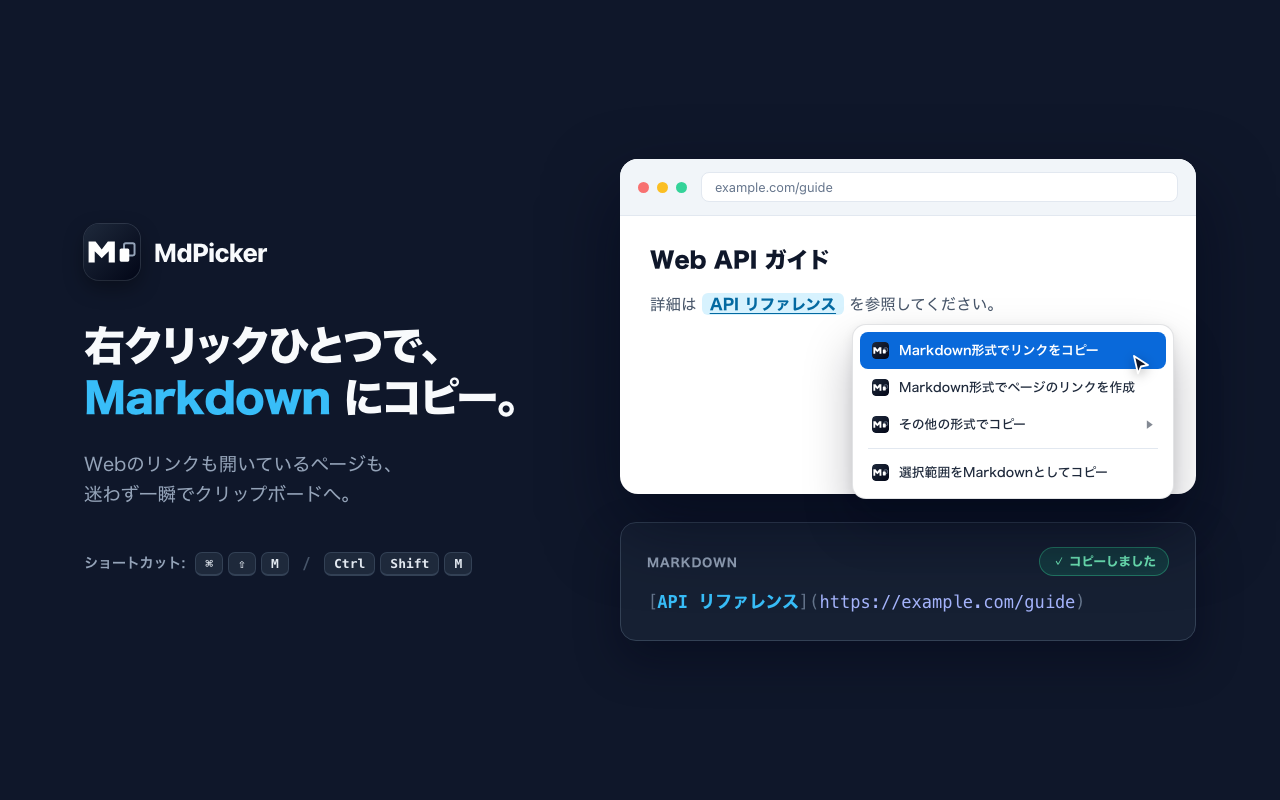 MdPicker
右クリックひとつで、
Markdown にコピー。
Webのリンクも開いているページも、
迷わず一瞬でクリップボードへ。
ショートカット: ⌘ ⇧ M / Ctrl Shift M
example.com/guide
Web API ガイド
詳細は API リファレンス を参照してください。
Markdown形式でリンクをコピー
Markdown形式でページのリンクを作成
その他の形式でコピー
選択範囲をMarkdownとしてコピー
MARKDOWN
✓ コピーしました
[API リファレンス](https://example.com/guide)